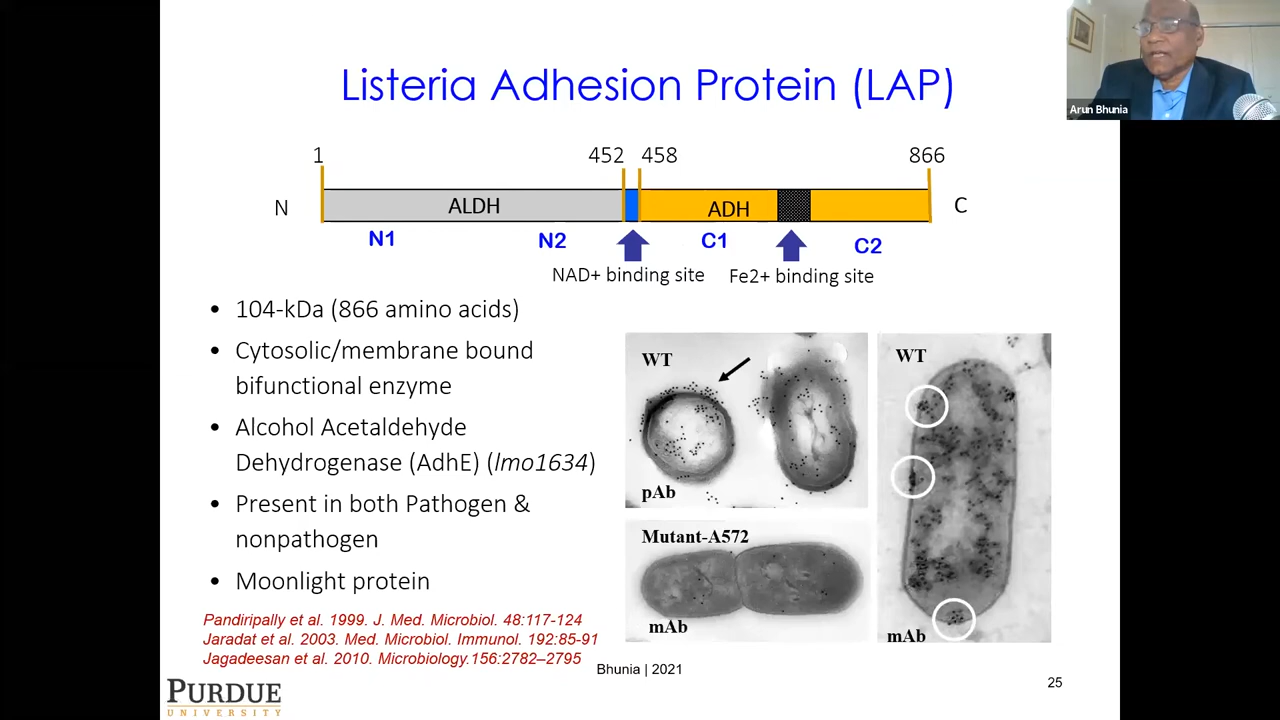 Listeria Adhesion Protein (LAP)
Arun Bhunia
1 452 458 866
N ALDH ADH C
N1 N2 C1 C2
NAD+ binding site Fe2+ binding site
• 104-kDa (866 amino acids)
• Cytosolic/membrane bound
bifunctional enzyme
• Alcohol Acetaldehyde
Dehydrogenase (AdhE) (lmo1634)
• Present in both Pathogen &
nonpathogen
• Moonlight protein
WT
pAb
Mutant-A572
mAb
WT
mAb
Pandiripally et al. 1999. J. Med. Microbiol. 48:117-124
Jaradat et al. 2003. Med. Microbiol. Immunol. 192:85-91
Jagadeesan et al. 2010. Microbiology.156:2782–2795
Bhunia | 2021
25
PURDUE
UNIVERSITY